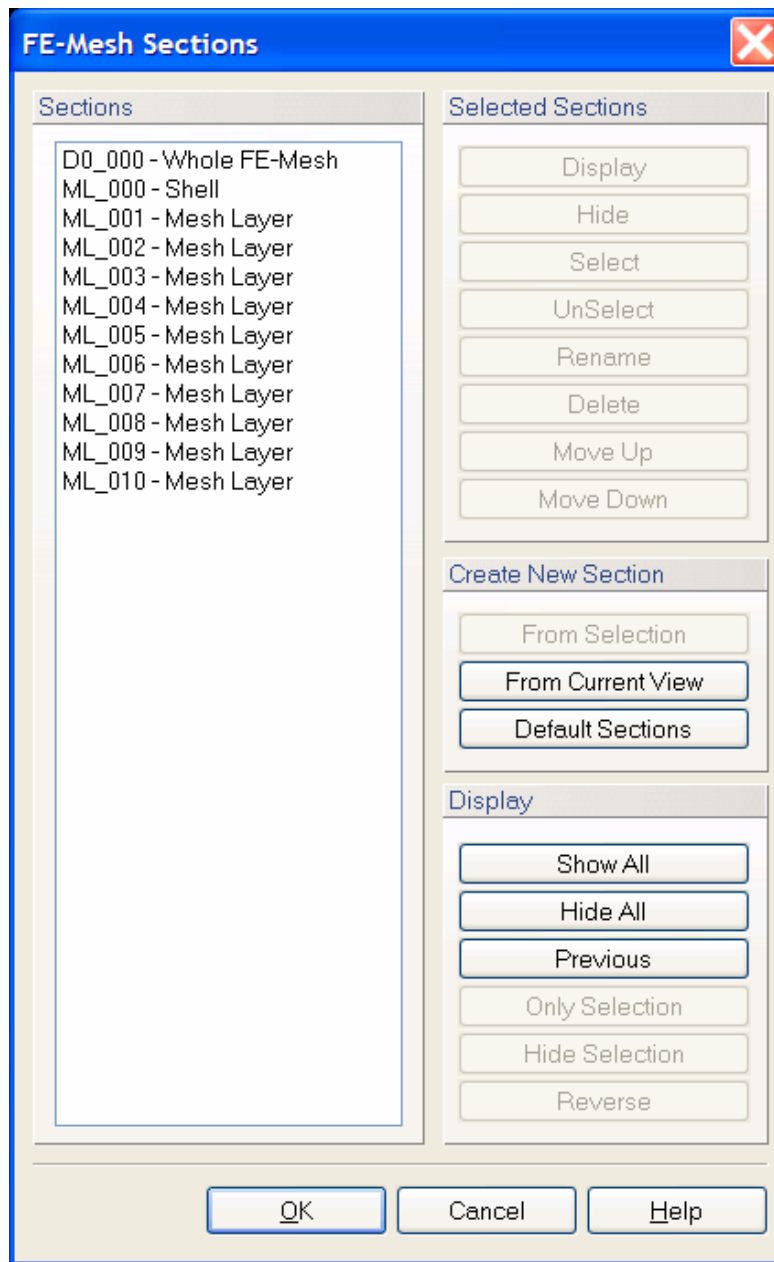 FE-Mesh Sections
Sections
D0_000 - Whole FE-Mesh
ML_000 - Shell
ML_001 - Mesh Layer
ML_002 - Mesh Layer
ML_003 - Mesh Layer
ML_004 - Mesh Layer
ML_005 - Mesh Layer
ML_006 - Mesh Layer
ML_007 - Mesh Layer
ML_008 - Mesh Layer
ML_009 - Mesh Layer
ML_010 - Mesh Layer
Selected Sections
Display
Hide
Select
UnSelect
Rename
Delete
Move Up
Move Down
Create New Section
From Selection
From Current View
Default Sections
Display
Show All
Hide All
Previous
Only Selection
Hide Selection
Reverse
OK
Cancel
Help